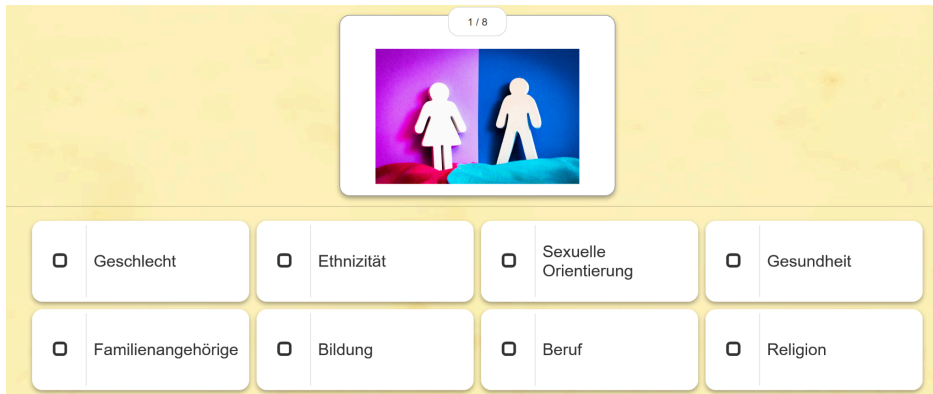 1 / 8
Geschlecht
Ethnizität
Sexuelle
Orientierung
Gesundheit
Familienangehörige
Bildung
Beruf
Religion